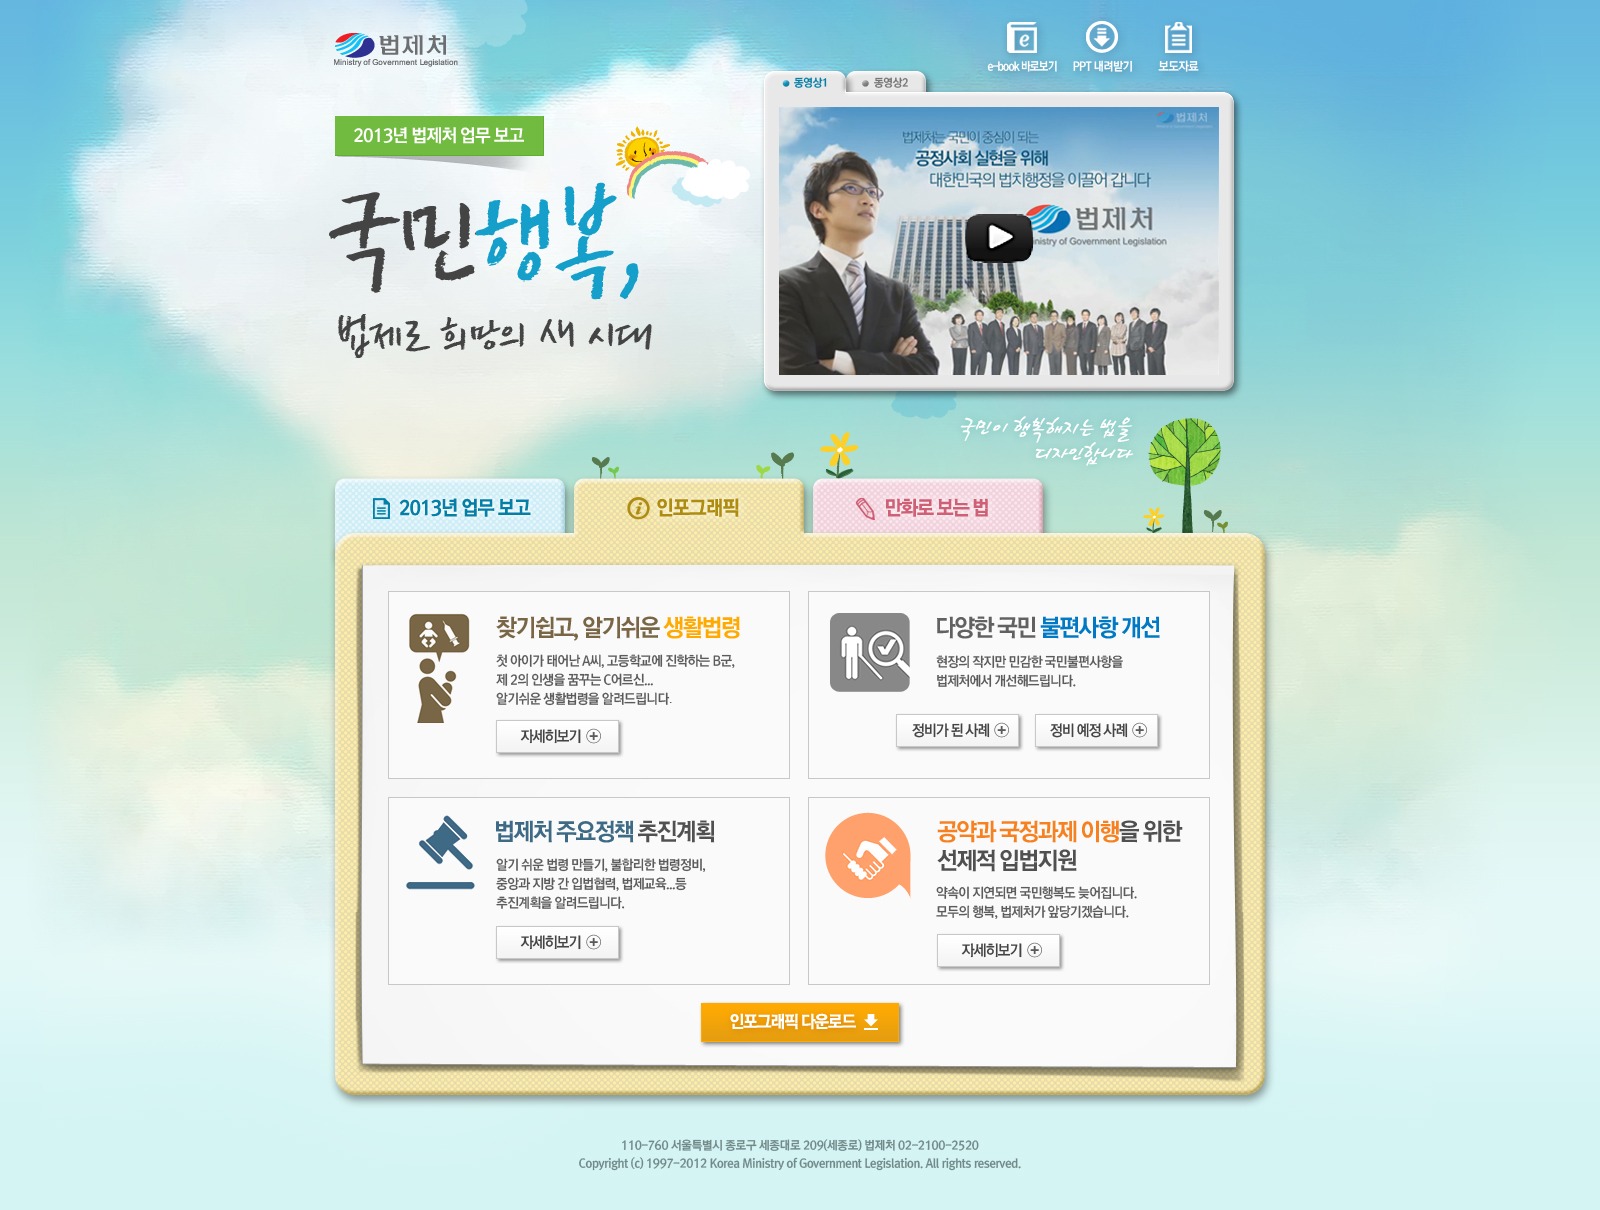 법제처
Ministry of Government Legislation
e-book 바로보기
PPT 내려받기
보도자료
2013년 법제처 업무 보고
국민행복,
법제로 희망의 새 시대
동영상1
동영상2
법제처
법제처는 국민이 중심이 되는
공정사회 실현을 위해
대한민국의 법치행정을 이끌어 갑니다
법제처
Ministry of Government Legislation
국민이 행복해지는 법을
디자인합니다
2013년 업무 보고
인포그래픽
만화로 보는 법
찾기쉽고, 알기쉬운 생활법령
첫 아이가 태어난 A씨, 고등학교에 진학하는 B군,
제 2의 인생을 꿈꾸는 C어르신...
알기쉬운 생활법령을 알려드립니다.
자세히보기
다양한 국민 불편사항 개선
현장의 작지만 민감한 국민불편사항을
법제처에서 개선해드립니다.
정비가 된 사례
정비 예정 사례
법제처 주요정책 추진계획
알기 쉬운 법령 만들기, 불합리한 법령정비,
중앙과 지방 간 입법협력, 법제교육...등
추진계획을 알려드립니다.
자세히보기
공약과 국정과제 이행을 위한
선제적 입법지원
약속이 지연되면 국민행복도 늦어집니다.
모두의 행복, 법제처가 앞당기겠습니다.
자세히보기
인포그래픽 다운로드
110-760 서울특별시 종로구 세종대로 209(세종로) 법제처 02-2100-2520
Copyright (c) 1997-2012 Korea Ministry of Government Legislation. All rights reserved.